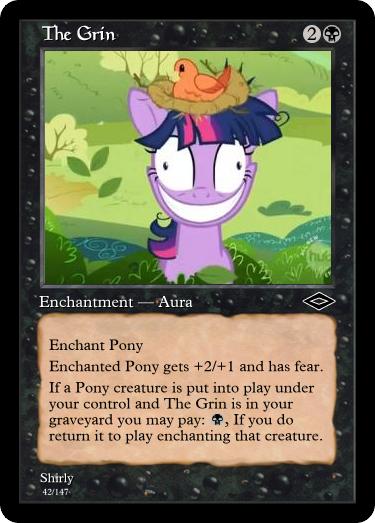 The Grin 2
hub
Enchantment — Aura
Enchant Pony
Enchanted Pony gets +2/+1 and has fear.
If a Pony creature is put into play under
your control and The Grin is in your
graveyard you may pay: , If you do
return it to play enchanting that creature.
Shirly
42/147